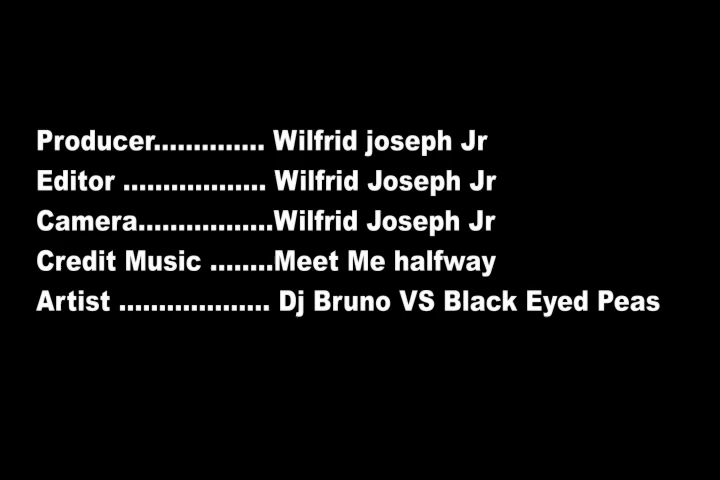 Producer.............. Wilfrid joseph Jr
Editor .................. Wilfrid Joseph Jr
Camera.................Wilfrid Joseph Jr
Credit Music ........Meet Me halfway
Artist ................... Dj Bruno VS Black Eyed Peas